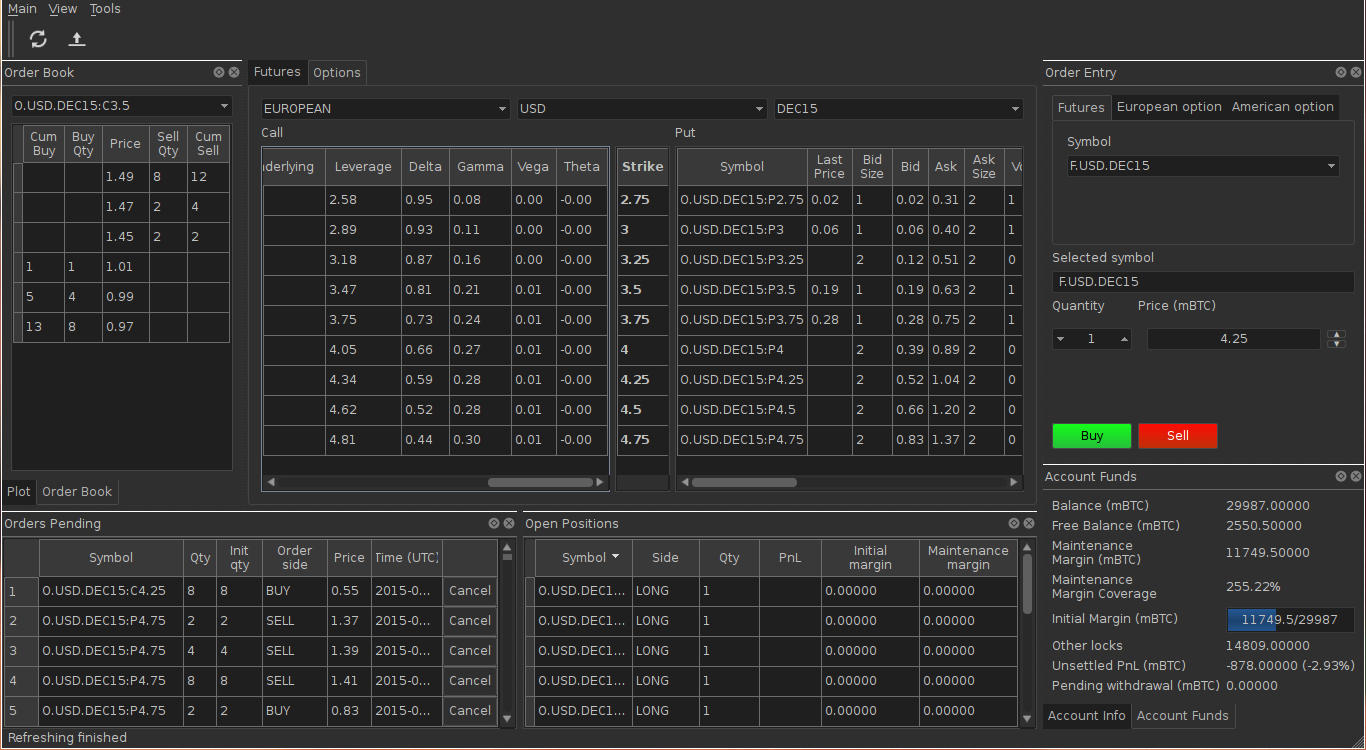 Main View Tools
Order Book
O.USD.DEC15:C3.5
Cum Buy Buy Qty Price Sell Qty Cum Sell
1.49 8 12
1.47 2 4
1.45 2 2
1 1 1.01
5 4 0.99
13 8 0.97
Plot Order Book
Futures Options
EUROPEAN USD DEC15
Call Put
derlying Leverage Delta Gamma Vega Theta Strike Symbol Last Price Bid Size Bid Ask Ask Size
2.58 0.95 0.08 0.00 -0.00 2.75 O.USD.DEC15:P2.75 0.02 1 0.02 0.31 2 1
2.89 0.93 0.11 0.00 -0.00 3 O.USD.DEC15:P3 0.06 1 0.06 0.40 2 1
3.18 0.87 0.16 0.00 -0.00 3.25 O.USD.DEC15:P3.25 2 0.12 0.51 2 0
3.47 0.81 0.21 0.01 -0.00 3.5 O.USD.DEC15:P3.5 0.19 1 0.19 0.63 2 1
3.75 0.73 0.24 0.01 -0.00 3.75 O.USD.DEC15:P3.75 0.28 1 0.28 0.75 2 1
4.05 0.66 0.27 0.01 -0.00 4 O.USD.DEC15:P4 2 0.39 0.89 2 0
4.34 0.59 0.28 0.01 -0.00 4.25 O.USD.DEC15:P4.25 2 0.52 1.04 2 0
4.62 0.52 0.28 0.01 -0.00 4.5 O.USD.DEC15:P4.5 2 0.66 1.20 2 0
4.81 0.44 0.30 0.01 -0.00 4.75 O.USD.DEC15:P4.75 2 0.83 1.37 2 0
Order Entry
Futures European option American option
Symbol
F.USD.DEC15
Selected symbol
F.USD.DEC15
Quantity Price (mBTC)
1 4.25
Buy Sell
Orders Pending
Symbol Qty Init qty Order side Price Time (UTC)
1 O.USD.DEC15:C4.25 8 8 BUY 0.55 2015-0... Cancel
2 O.USD.DEC15:P4.75 2 2 SELL 1.37 2015-0... Cancel
3 O.USD.DEC15:P4.75 4 4 SELL 1.39 2015-0... Cancel
4 O.USD.DEC15:P4.75 8 8 SELL 1.41 2015-0... Cancel
5 O.USD.DEC15:P4.75 2 2 BUY 0.83 2015-0... Cancel
Open Positions
Symbol Side Qty PnL Initial margin Maintenance margin
O.USD.DEC1... LONG 1 0.00000 0.00000
O.USD.DEC1... LONG 1 0.00000 0.00000
O.USD.DEC1... LONG 1 0.00000 0.00000
O.USD.DEC1... LONG 1 0.00000 0.00000
O.USD.DEC1... LONG 1 0.00000 0.00000
Account Funds
Balance (mBTC) 29987.00000
Free Balance (mBTC) 2550.50000
Maintenance Margin (mBTC) 11749.50000
Maintenance Margin Coverage 255.22%
Initial Margin (mBTC) 11749.5/29987
Other locks 14809.00000
Unsettled PnL (mBTC) -878.00000 (-2.93%)
Pending withdrawal (mBTC) 0.00000
Account Info Account Funds
Refreshing finished